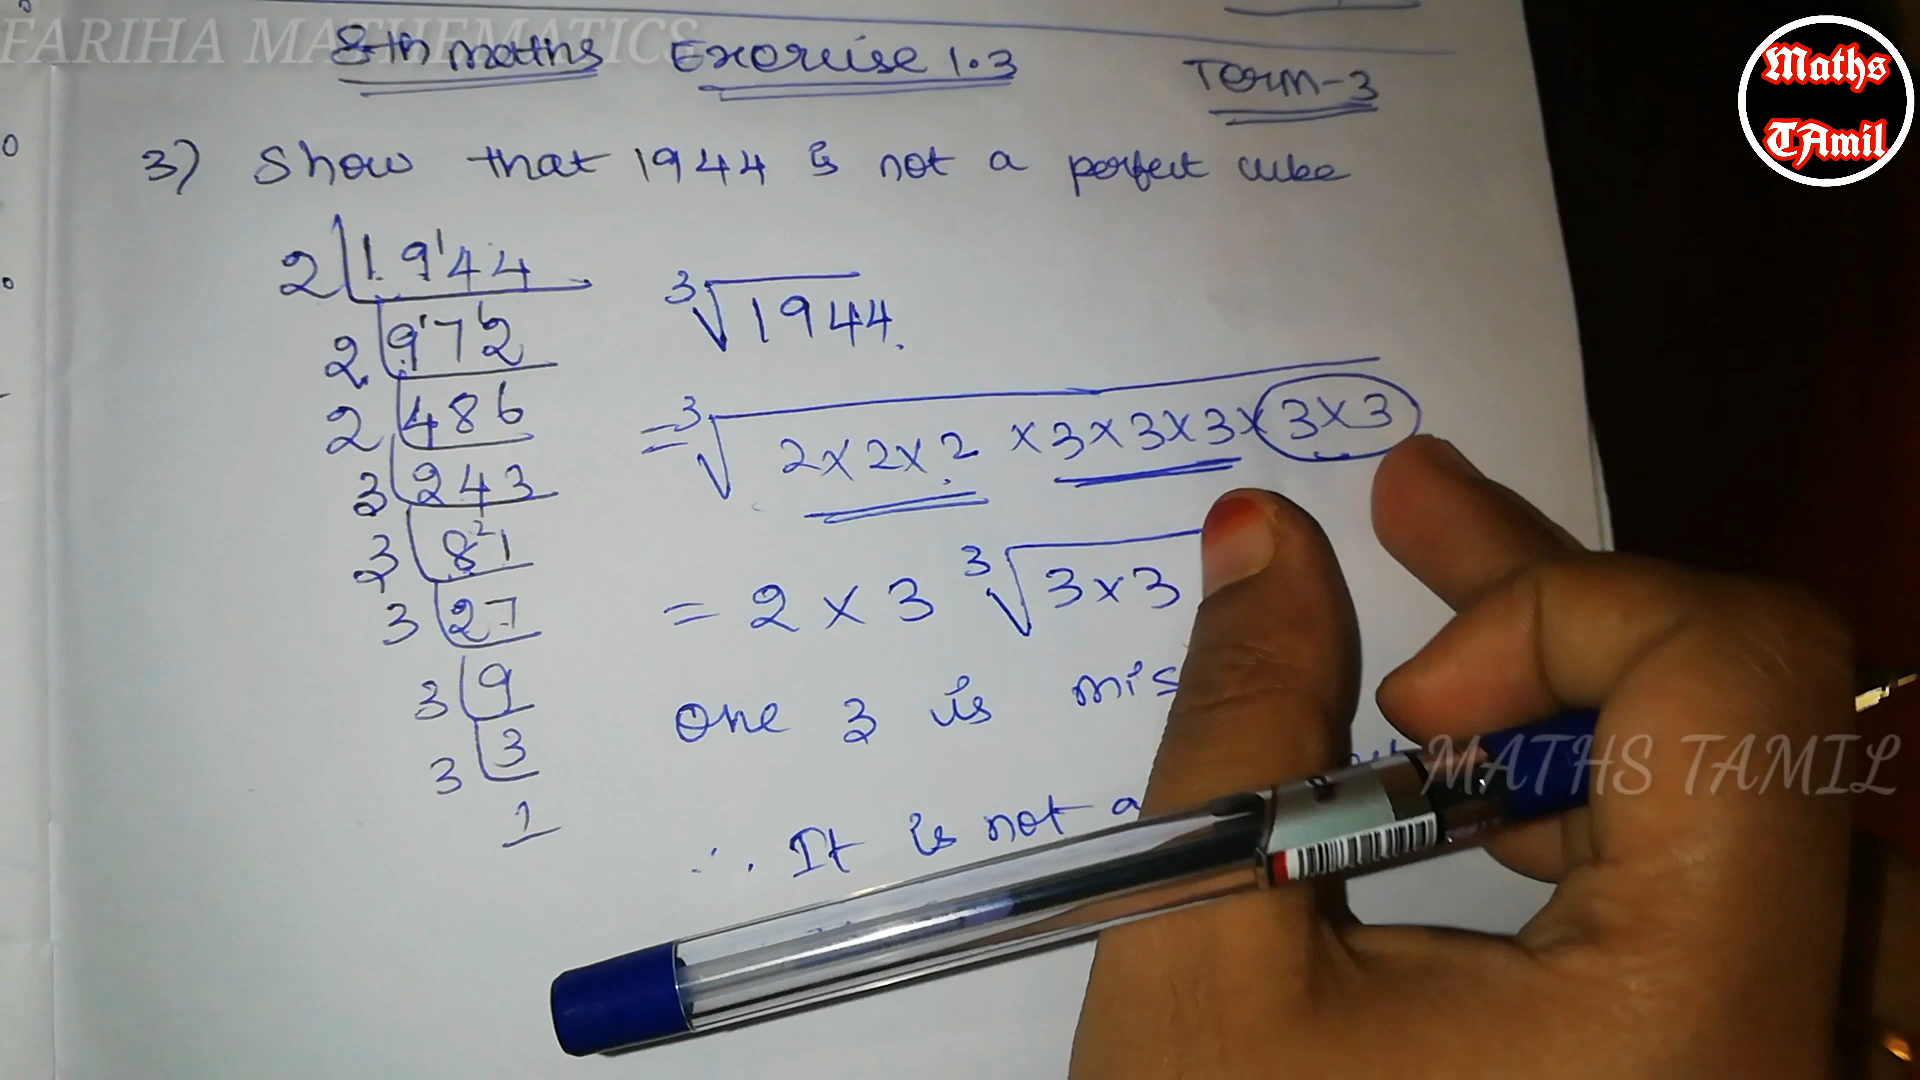 FARIHA MATHEMATICS
8th maths Exercise 1.3
Term-3
Maths
TAmil
3) Show that 1944 is not a perfect cube
2 | 1944
2 | 972
2 | 486
3 | 243
3 | 81
3 | 27
3 | 9
3 | 3
1
∛1944.
= ∛2×2×2 ×3×3×3×3×3
= 2 × 3 ∛3×3
One 3 is mis
∴ It is not a
MATHS TAMIL